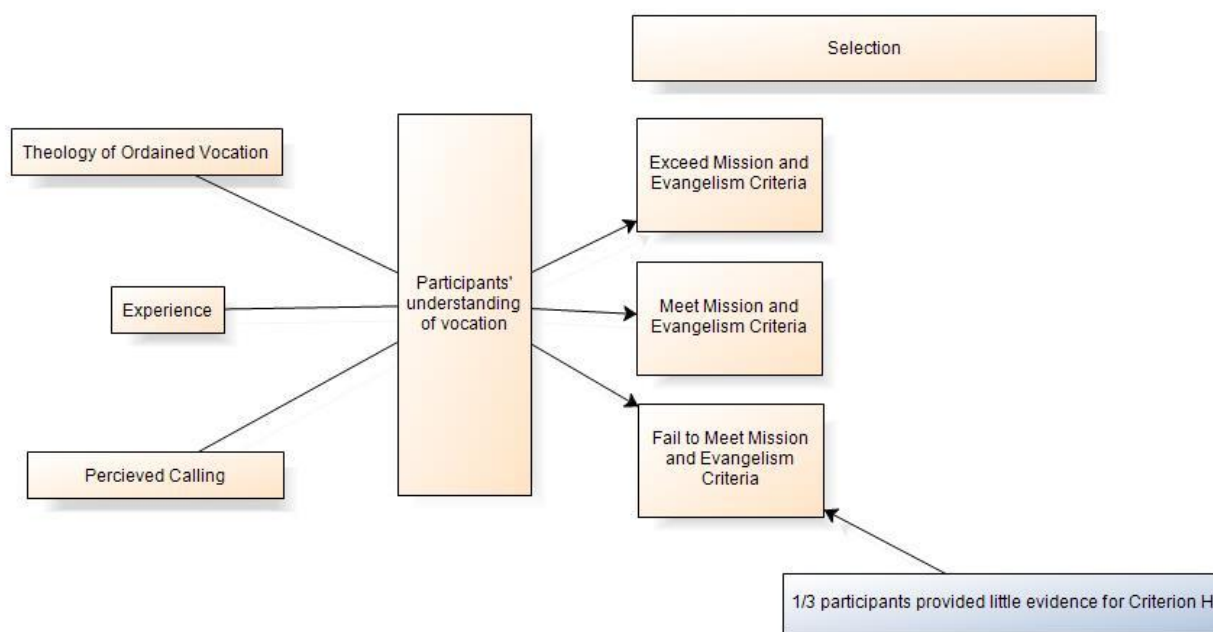 Selection
Theology of Ordained Vocation
Experience
Percieved Calling
Participants'
understanding
of vocation
Exceed Mission and
Evangelism Criteria
Meet Mission and
Evangelism Criteria
Fail to Meet Mission
and Evangelism
Criteria
1/3 participants provided little evidence for Criterion H